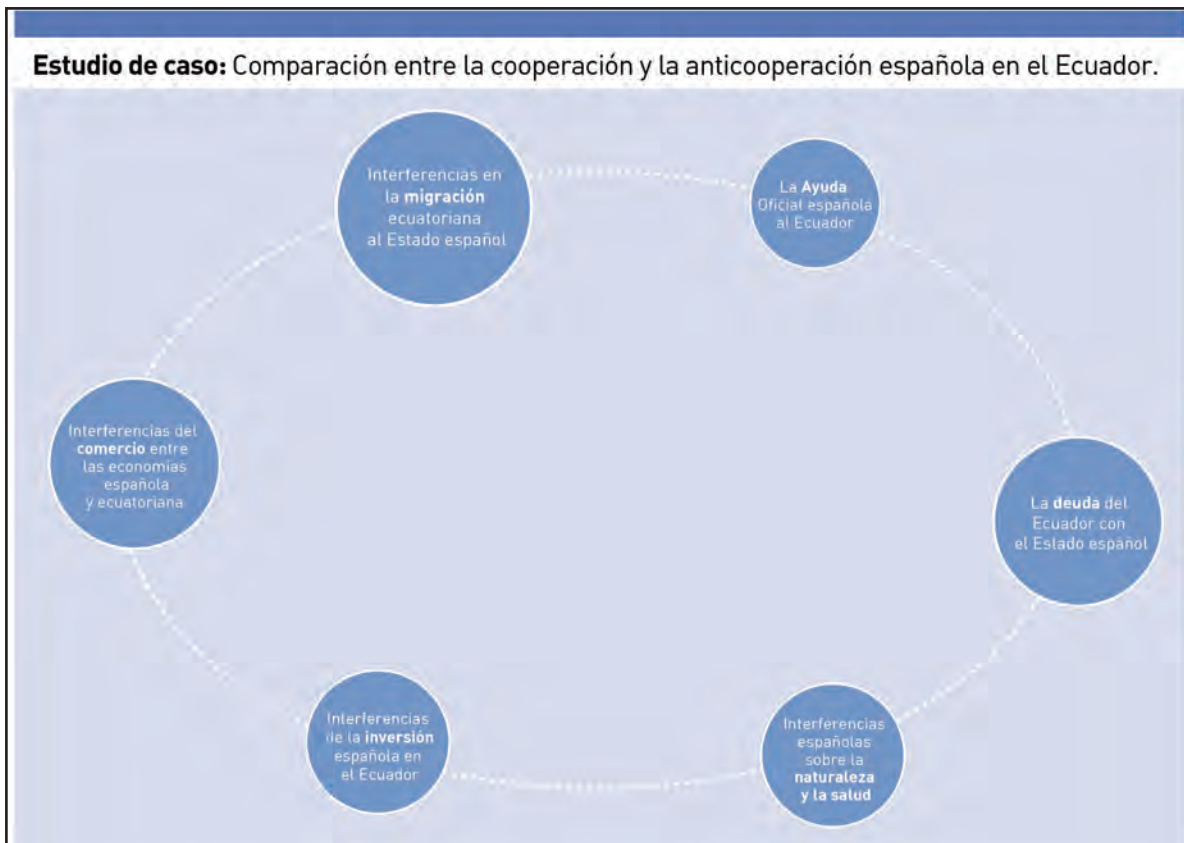 Estudio de caso: Comparación entre la cooperación y la anticooperación española en el Ecuador.
Interferencias en
la migración
ecuatoriana
al Estado español
La Ayuda
Oficial española
al Ecuador
Interferencias del
comercio entre
las economías
española
y ecuatoriana
La deuda del
Ecuador con
el Estado español
Interferencias
de la inversión
española en
el Ecuador
Interferencias
españolas
sobre la
naturaleza
y la salud